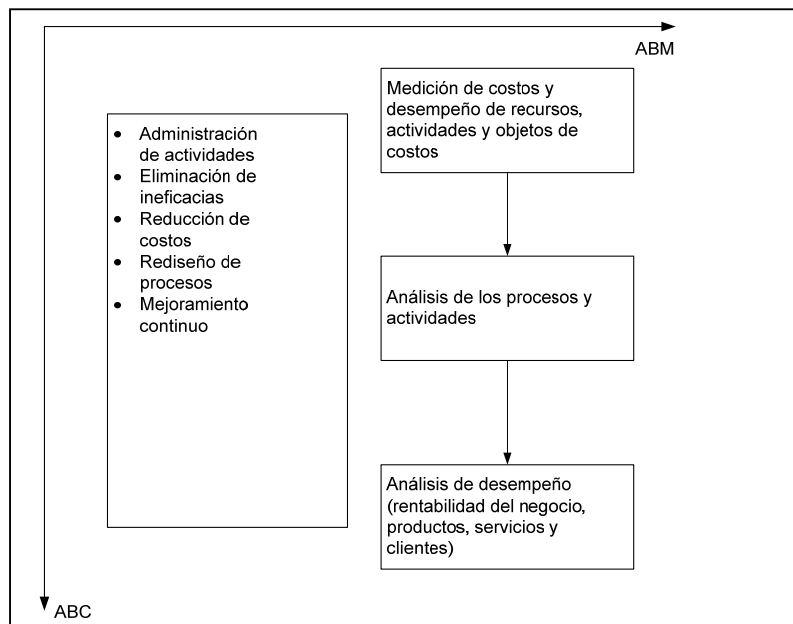 ABM
• Administración
de actividades
• Eliminación de
ineficacias
• Reducción de
costos
• Rediseño de
procesos
• Mejoramiento
continuo
Medición de costos y
desempeño de recursos,
actividades y objetos de
costos
Análisis de los procesos y
actividades
Análisis de desempeño
(rentabilidad del negocio,
productos, servicios y
clientes)
ABC